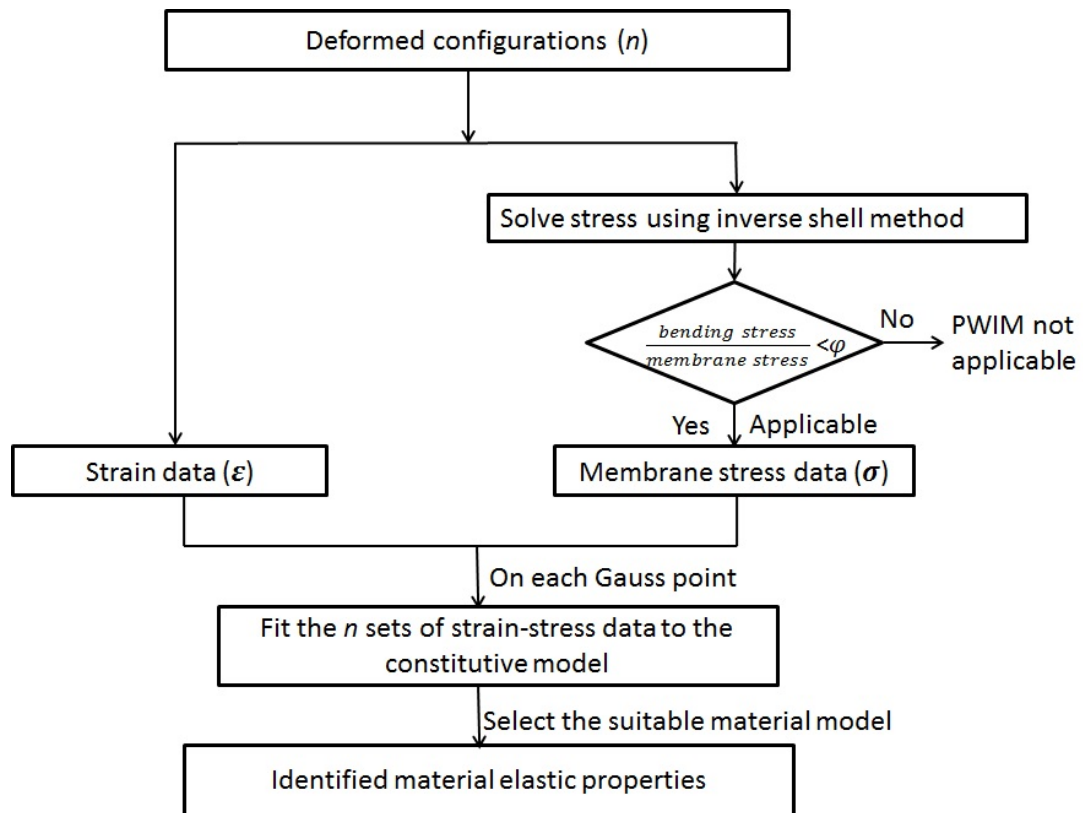 Deformed configurations (n)
Solve stress using inverse shell method
bending stress
membrane stress
<φ
No
PWIM not
applicable
Yes
Applicable
Strain data (ε)
Membrane stress data (σ)
On each Gauss point
Fit the n sets of strain-stress data to the
constitutive model
Select the suitable material model
Identified material elastic properties